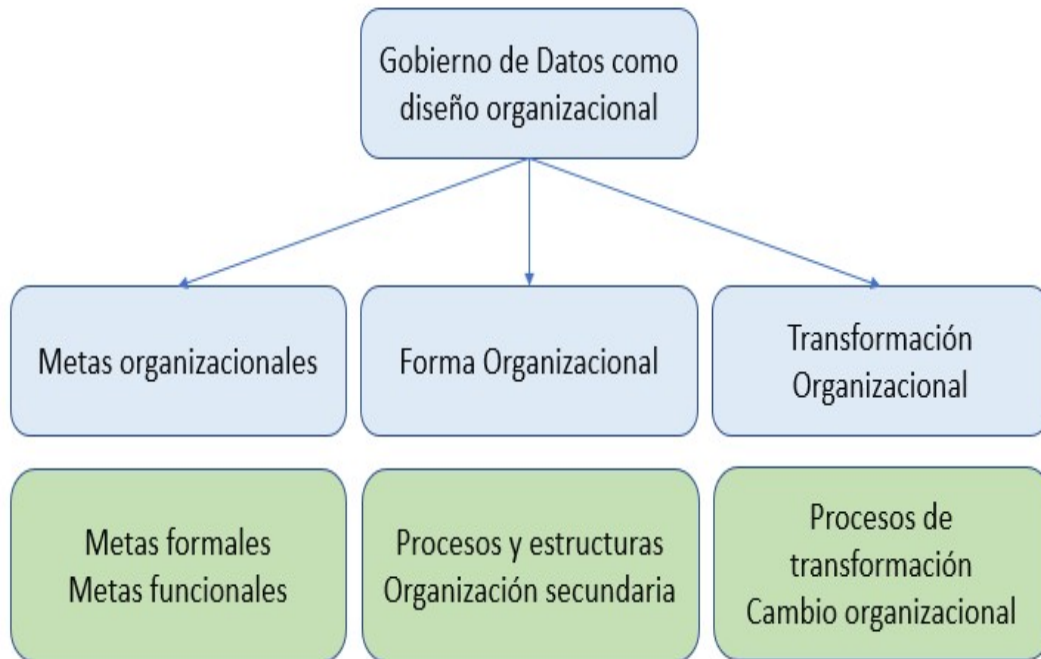 Gobierno de Datos como
diseño organizacional
Metas organizacionales
Forma Organizacional
Transformación
Organizacional
Metas formales
Metas funcionales
Procesos y estructuras
Organización secundaria
Procesos de
transformación
Cambio organizacional